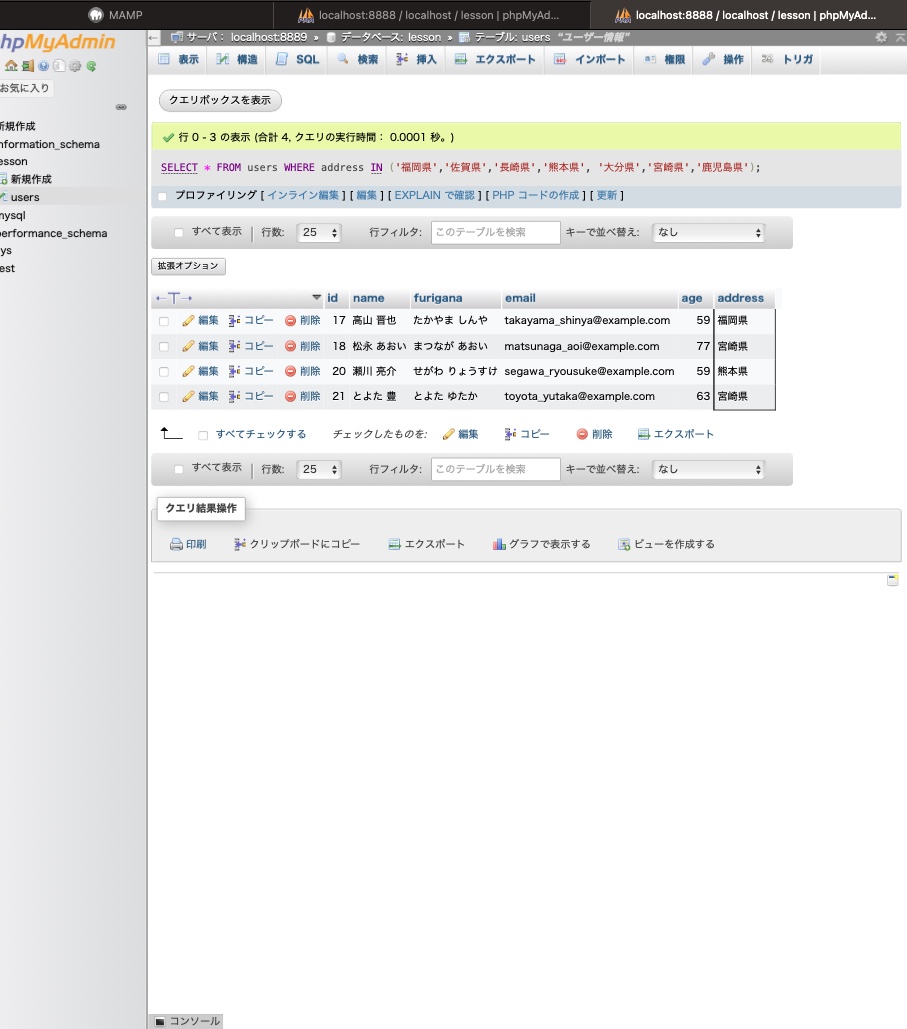 MAMP
localhost:8888 / localhost / lesson | phpMyAd...
localhost:8888 / localhost / lesson | phpMyAd...
hpMyAdmin
お気に入り
新規作成
nformation_schema
esson
新規作成
users
mysql
performance_schema
ys
est
サーバ: localhost:8889 » データベース: lesson » テーブル: users "ユーザー情報"
表示 構造 SQL 検索 挿入 エクスポート インポート 権限 操作 トリガ
クエリボックスを表示
行 0 - 3 の表示 (合計 4, クエリの実行時間: 0.0001 秒。)
SELECT * FROM users WHERE address IN ('福岡県','佐賀県','長崎県','熊本県', '大分県','宮崎県','鹿児島県');
プロファイリング [ インライン編集 ] [ 編集 ] [ EXPLAIN で確認 ] [ PHP コードの作成 ] [ 更新 ]
すべて表示 | 行数: 25 行フィルタ: このテーブルを検索 キーで並べ替え: なし
拡張オプション
←T→ id name furigana email age address
編集 コピー 削除 17 高山 晋也 たかやま しんや takayama_shinya@example.com 59 福岡県
編集 コピー 削除 18 松永 あおい まつなが あおい matsunaga_aoi@example.com 77 宮崎県
編集 コピー 削除 20 瀬川 亮介 せがわ りょうすけ segawa_ryousuke@example.com 59 熊本県
編集 コピー 削除 21 とよた 豊 とよた ゆたか toyota_yutaka@example.com 63 宮崎県
すべてチェックする チェックしたものを: 編集 コピー 削除 エクスポート
すべて表示 | 行数: 25 行フィルタ: このテーブルを検索 キーで並べ替え: なし
クエリ結果操作
印刷 クリップボードにコピー エクスポート グラフで表示する ビューを作成する
コンソール